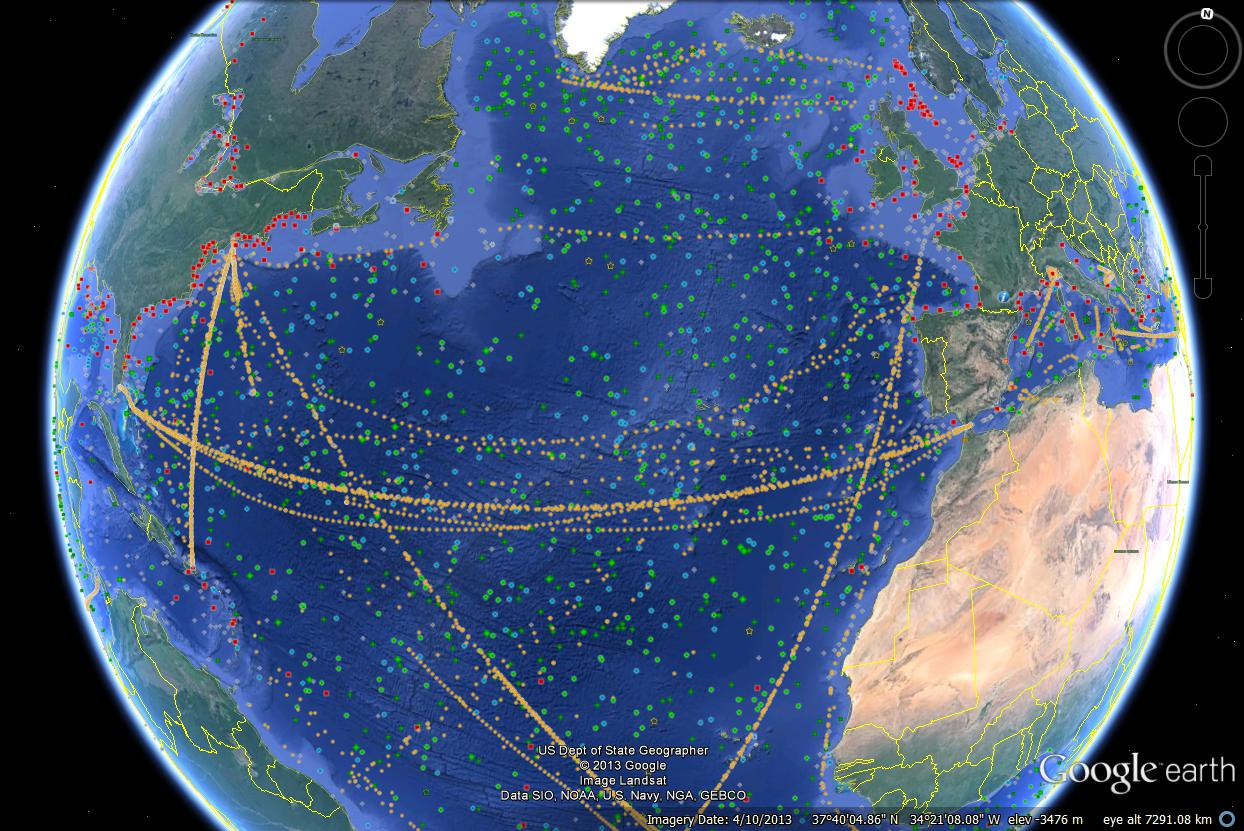 N
US Dept of State Geographer
© 2013 Google
Image Landsat
Data SIO, NOAA, U.S. Navy, NGA, GEBCO
Google earth
Imagery Date: 4/10/2013 37°40'04.86" N 34°21'08.08" W elev -3476 m eye alt 7291.08 km